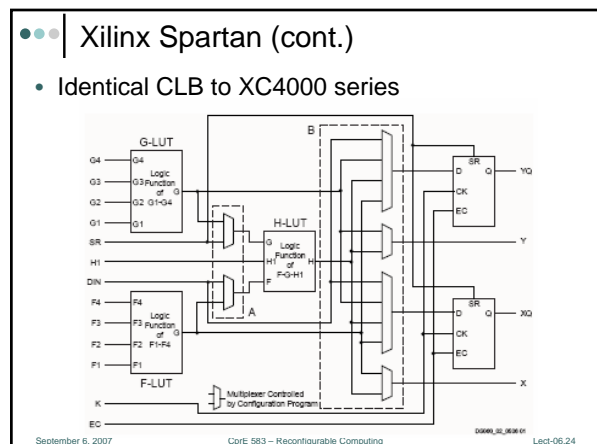 Xilinx Spartan (cont.)
• Identical CLB to XC4000 series
B
G-LUT
G4
G4
G3
G3
G2
G2
G1
G1
Logic
Function
of
G1-G4
G
SR
H1
DIN
H-LUT
G
Logic
Function
of
F-G-H1
H1
H
F
A
F4
F4
F3
F3
F2
F2
F1
F1
Logic
Function
of
F1-F4
G
F-LUT
K
EC
Multiplexer Controlled
by Configuration Program
SR
D
Q
CK
EC
YQ
Y
SR
D
Q
CK
EC
XQ
X
September 6, 2007
CprE 583 – Reconfigurable Computing
Lect-06.24